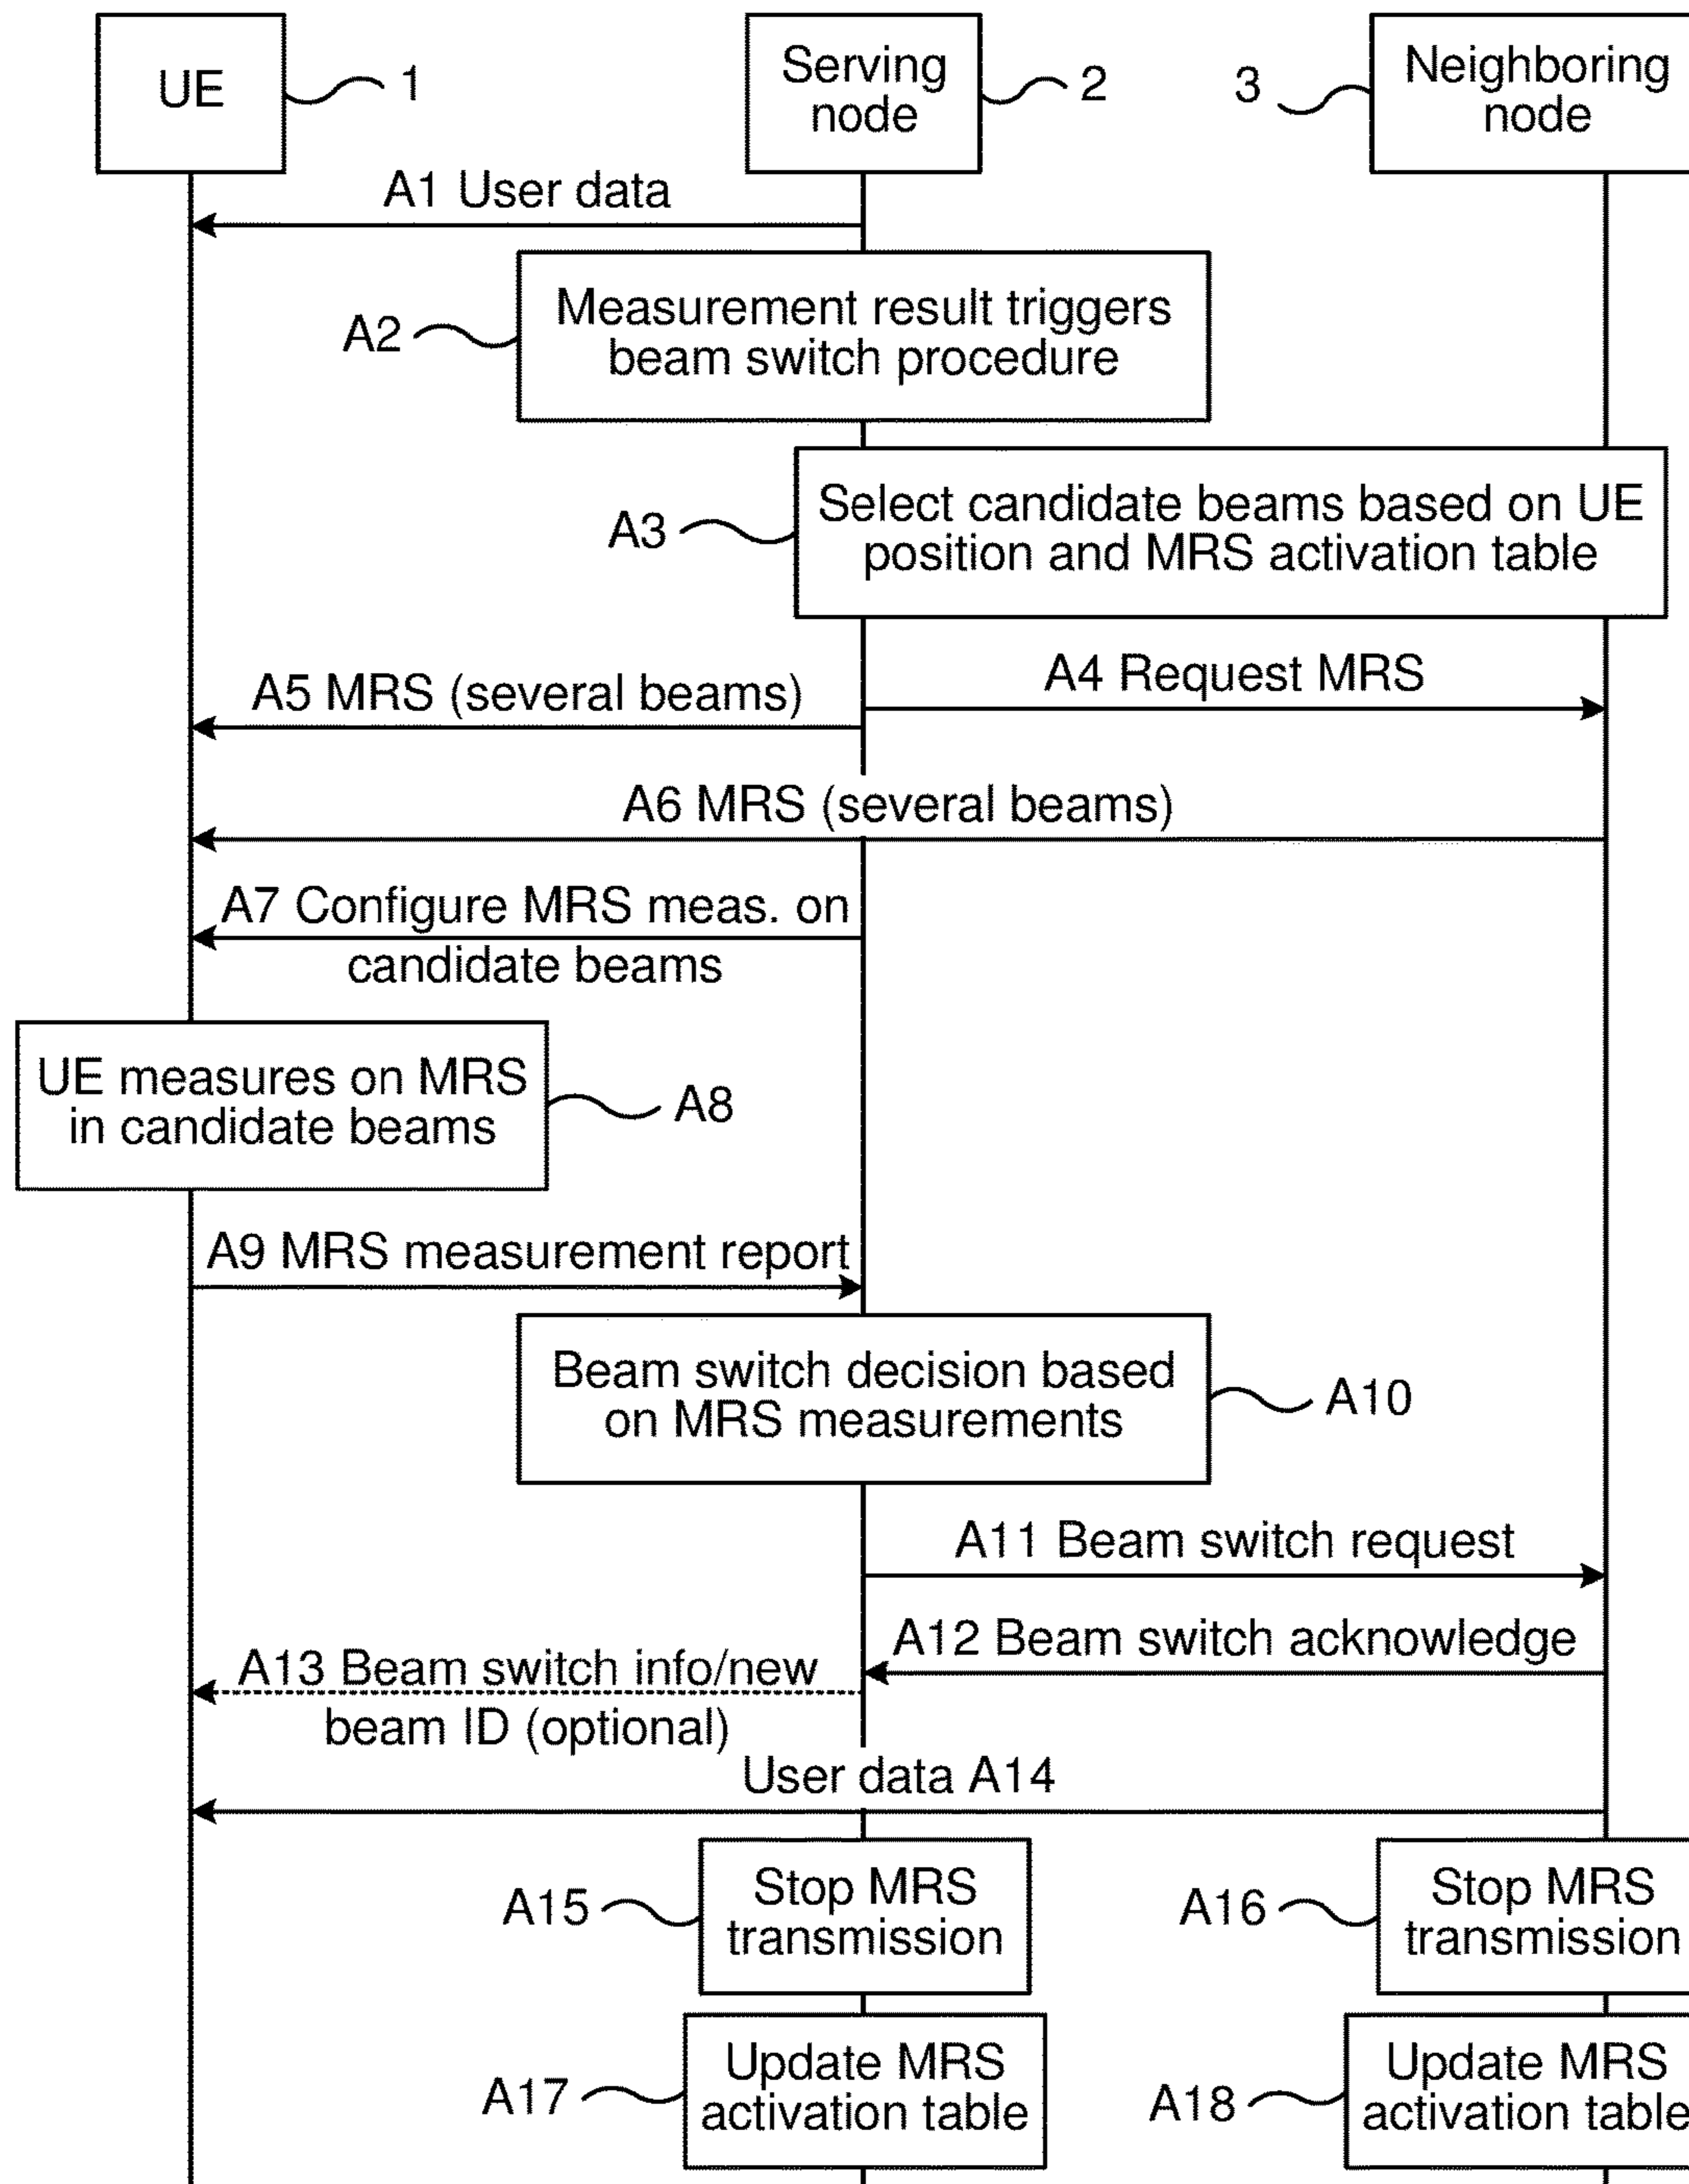 UE
1
Serving
node
2
3
Neighboring
node
A1 User data
A2
Measurement result triggers
beam switch procedure
A3
Select candidate beams based on UE
position and MRS activation table
A4 Request MRS
A5 MRS (several beams)
A6 MRS (several beams)
A7 Configure MRS meas. on
candidate beams
UE measures on MRS
in candidate beams
A8
A9 MRS measurement report
Beam switch decision based
on MRS measurements
A10
A11 Beam switch request
A12 Beam switch acknowledge
A13 Beam switch info/new
beam ID (optional)
User data A14
A15
Stop MRS
transmission
A16
Stop MRS
transmission
A17
Update MRS
activation table
A18
Update MRS
activation table